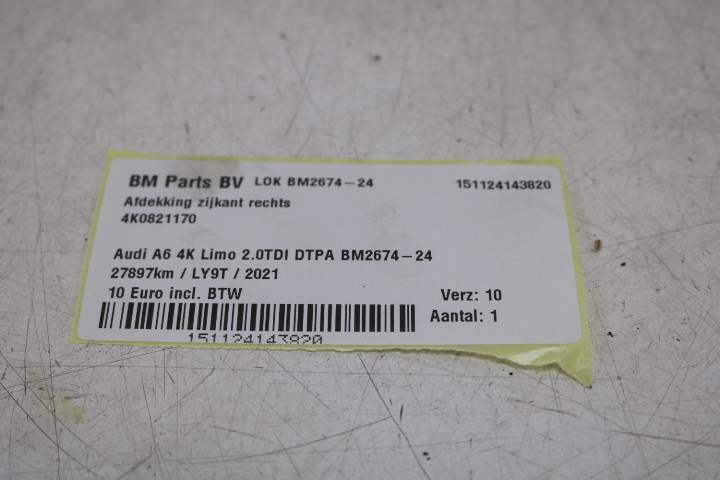 BM Parts BV LOK BM2674-24 151124143820
Afdekking zijkant rechts
4K0821170
Audi A6 4K Limo 2.0TDI DTPA BM2674-24
27897km / LY9T / 2021
10 Euro incl. BTW Verz: 10
Aantal: 1
151124143820